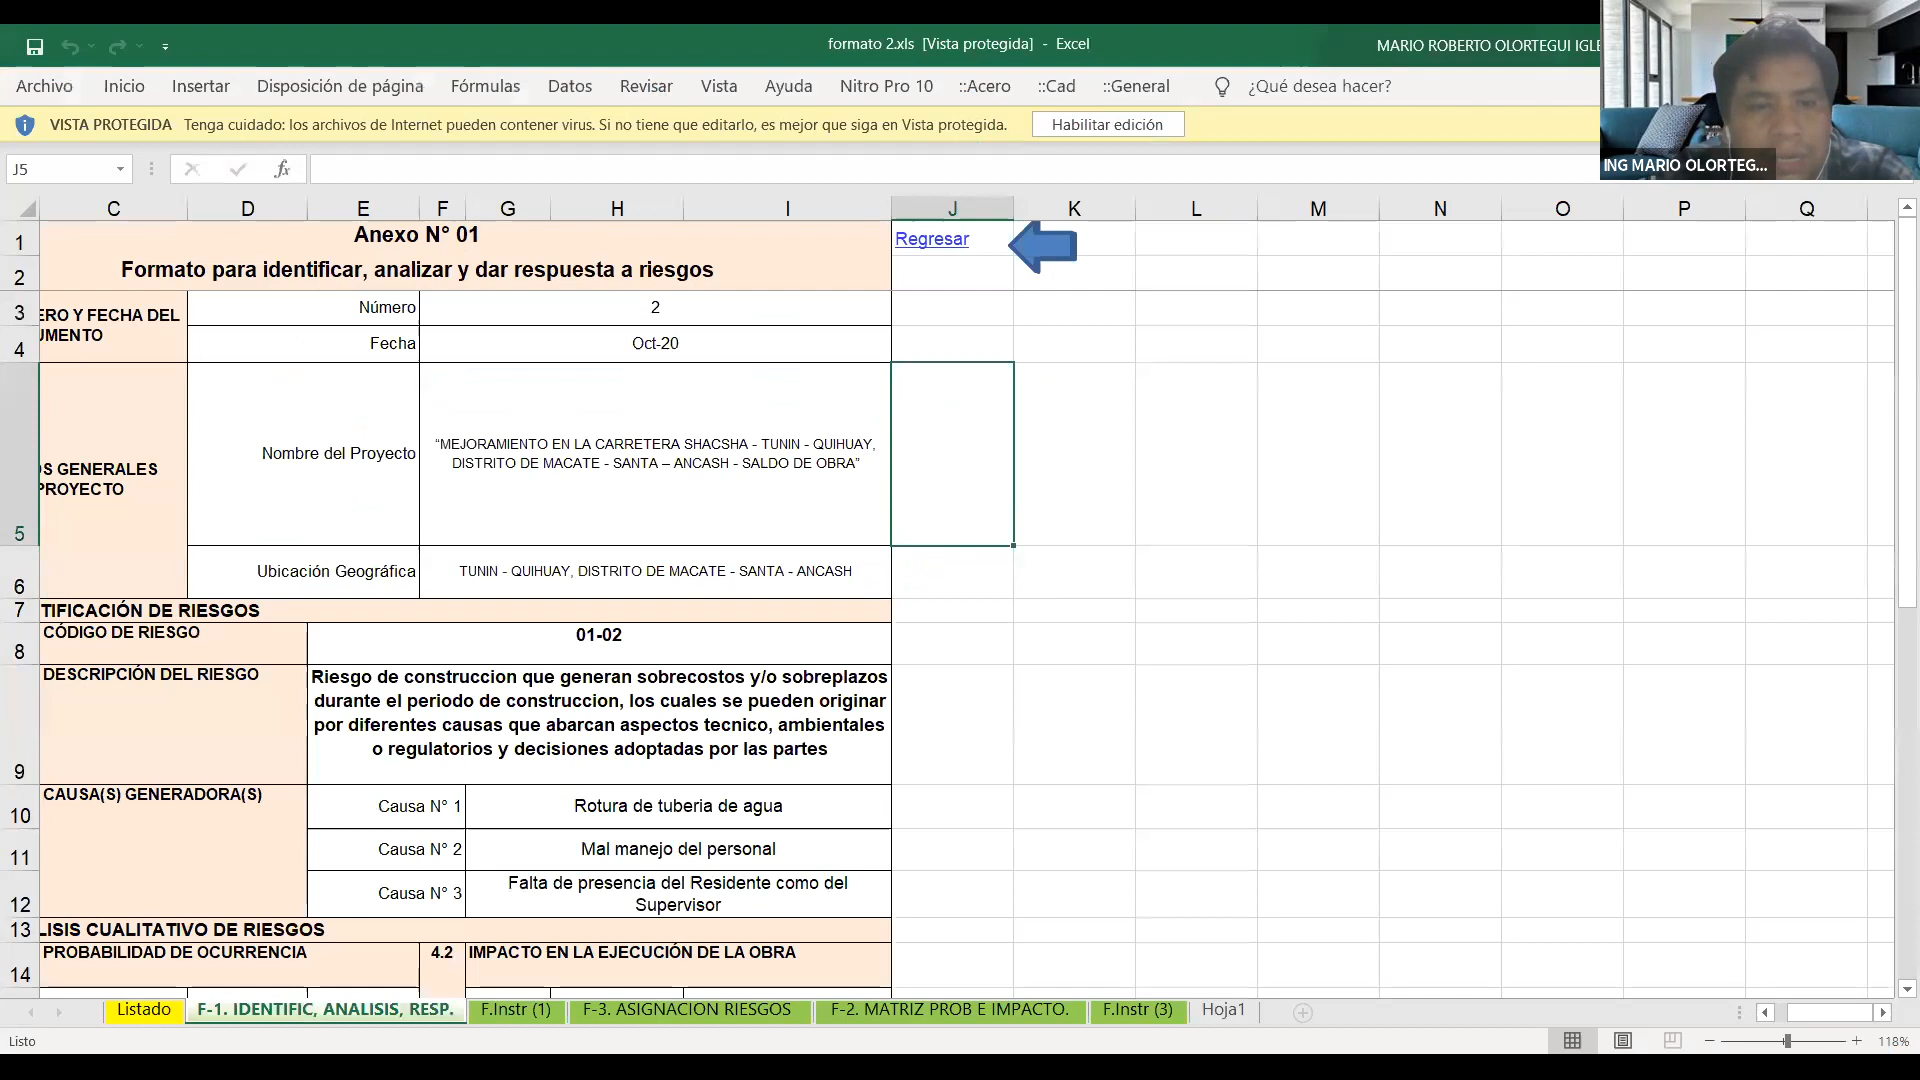 formato 2.xls [Vista protegida] - Excel
MARIO ROBERTO OLORTEGUI IGLE
Archivo Inicio Insertar Disposición de página Fórmulas Datos Revisar Vista Ayuda Nitro Pro 10 ::Acero ::Cad ::General ¿Qué desea hacer?
VISTA PROTEGIDA Tenga cuidado: los archivos de Internet pueden contener virus. Si no tiene que editarlo, es mejor que siga en Vista protegida. Habilitar edición
ING MARIO OLORTEG...
J5 fx
C D E F G H I J K L M N O P Q
1 Anexo N° 01 Regresar
2 Formato para identificar, analizar y dar respuesta a riesgos
ERO Y FECHA DEL
UMENTO
3 Número 2
4 Fecha Oct-20
OS GENERALES
PROYECTO
Nombre del Proyecto
“MEJORAMIENTO EN LA CARRETERA SHACSHA - TUNIN - QUIHUAY,
DISTRITO DE MACATE - SANTA – ANCASH - SALDO DE OBRA”
5
6 Ubicación Geográfica TUNIN - QUIHUAY, DISTRITO DE MACATE - SANTA - ANCASH
7 TIFICACIÓN DE RIESGOS
8 CÓDIGO DE RIESGO 01-02
DESCRIPCIÓN DEL RIESGO
Riesgo de construccion que generan sobrecostos y/o sobreplazos
durante el periodo de construccion, los cuales se pueden originar
por diferentes causas que abarcan aspectos tecnico, ambientales
o regulatorios y decisiones adoptadas por las partes
9
CAUSA(S) GENERADORA(S)
10 Causa N° 1 Rotura de tuberia de agua
11 Causa N° 2 Mal manejo del personal
12 Causa N° 3 Falta de presencia del Residente como del
Supervisor
13 LISIS CUALITATIVO DE RIESGOS
14 PROBABILIDAD DE OCURRENCIA 4.2 IMPACTO EN LA EJECUCIÓN DE LA OBRA
Listado F-1. IDENTIFIC, ANALISIS, RESP. F.Instr (1) F-3. ASIGNACION RIESGOS F-2. MATRIZ PROB E IMPACTO. F.Instr (3) Hoja1
Listo 118%